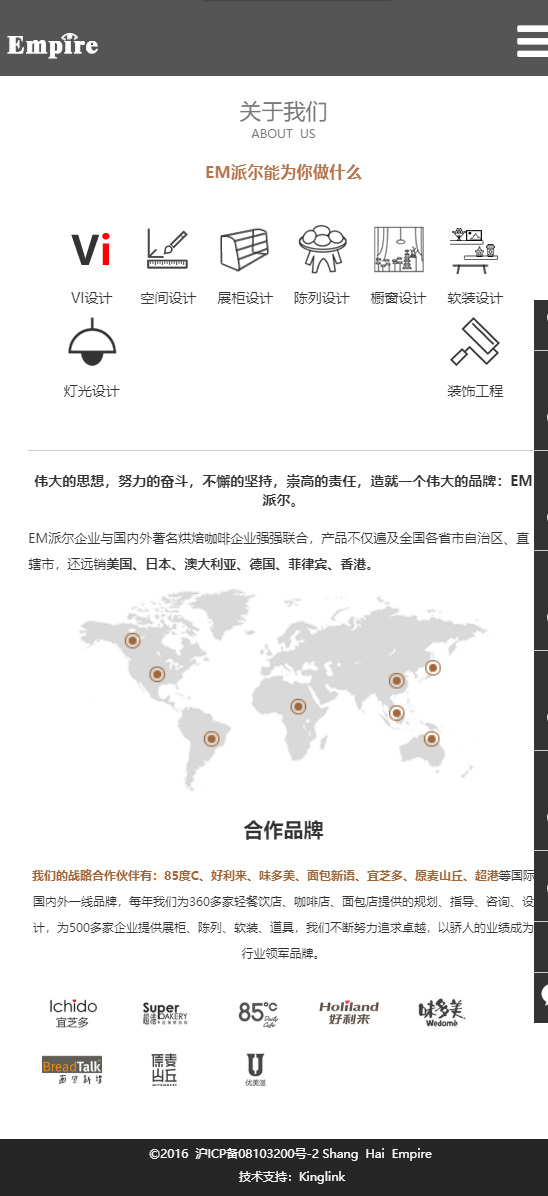 Empire
关于我们
ABOUT US
EM派尔能为你做什么
Vi
VI设计 空间设计 展柜设计 陈列设计 橱窗设计 软装设计
灯光设计 装饰工程
伟大的思想，努力的奋斗，不懈的坚持，崇高的责任，造就一个伟大的品牌：EM
派尔。
EM派尔企业与国内外著名烘焙咖啡企业强强联合，产品不仅遍及全国各省市自治区、直
辖市，还远销美国、日本、澳大利亚、德国、菲律宾、香港。
合作品牌
我们的战略合作伙伴有：85度C、好利来、味多美、面包新语、宜芝多、原麦山丘、超港等国际
国内外一线品牌，每年我们为360多家轻餐饮店、咖啡店、面包店提供的规划、指导、咨询、设
计，为500多家企业提供展柜、陈列、软装、道具，我们不断努力追求卓越，以骄人的业绩成为
行业领军品牌。
Ichido
宜芝多
Super
超港 BAKERY
85°C
Daily Cafe
Holiland
好利来
味多美
Wedomé
BreadTalk
面包新语
原麦
山丘
U
优美滋
©2016 沪ICP备08103200号-2 Shang Hai Empire
技术支持：Kinglink